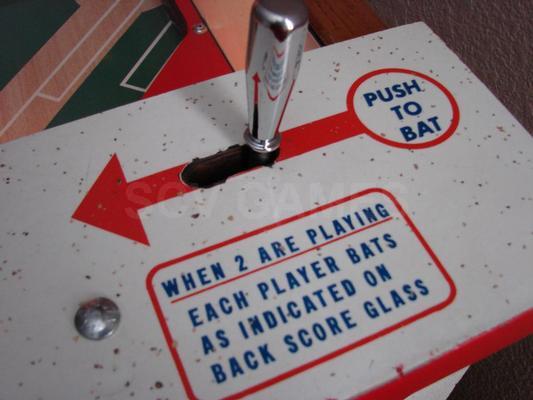 PUSH
TO
BAT
WHEN 2 ARE PLAYING
EACH PLAYER BATS
AS INDICATED ON
BACK SCORE GLASS